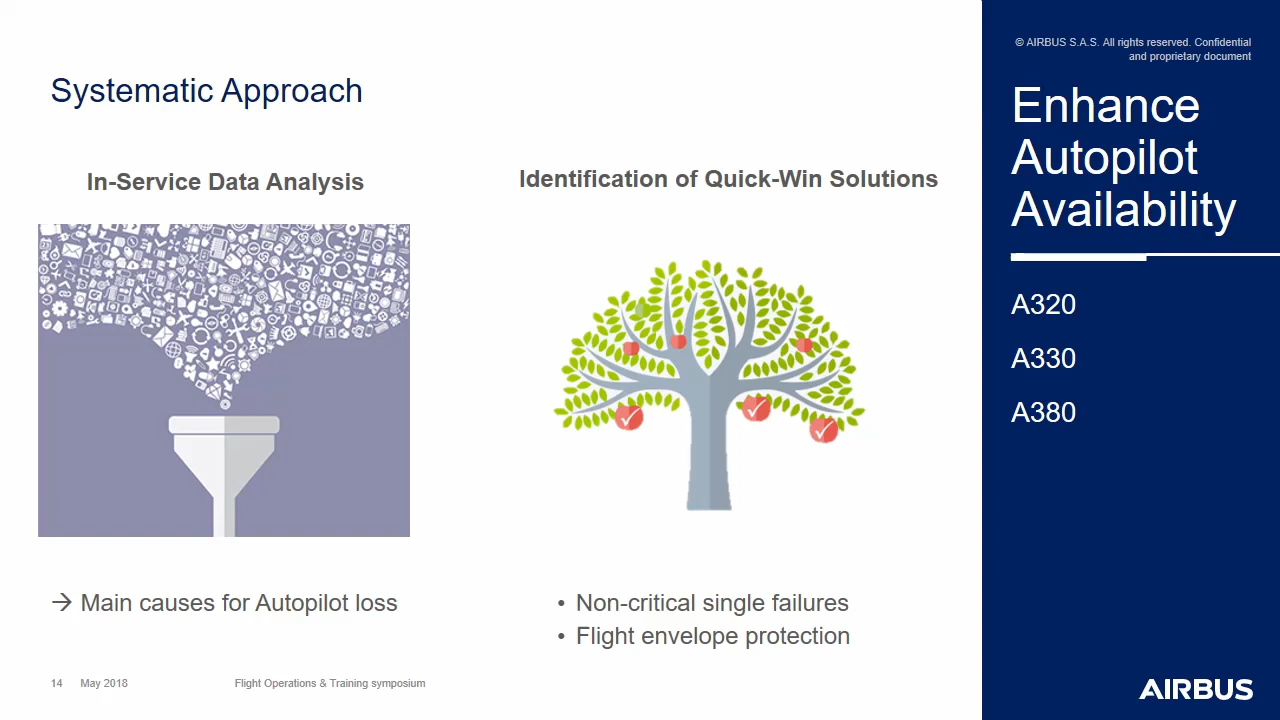 Systematic Approach
In-Service Data Analysis
Identification of Quick-Win Solutions
→ Main causes for Autopilot loss
• Non-critical single failures
• Flight envelope protection
14 May 2018 Flight Operations & Training symposium
© AIRBUS S.A.S. All rights reserved. Confidential
and proprietary document
Enhance
Autopilot
Availability
A320
A330
A380
AIRBUS